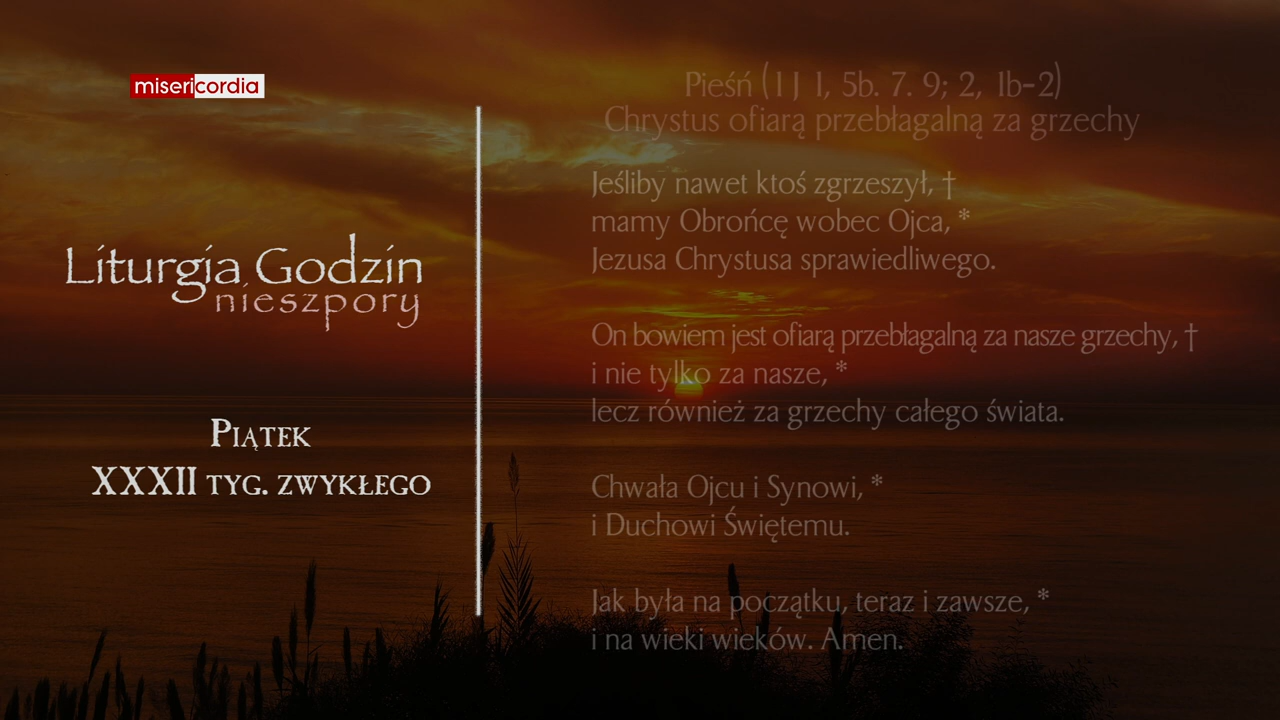 misericordia
Liturgia Godzin
nieszpory
Piątek
XXXII tyg. zwykłego
Pieśń (1 J 1, 5b. 7. 9; 2, 1b-2)
Chrystus ofiarą przebłagalną za grzechy
Jeśliby nawet ktoś zgrzeszył, †
mamy Obrońcę wobec Ojca, *
Jezusa Chrystusa sprawiedliwego.
On bowiem jest ofiarą przebłagalną za nasze grzechy, †
i nie tylko za nasze, *
lecz również za grzechy całego świata.
Chwała Ojcu i Synowi, *
i Duchowi Świętemu.
Jak była na początku, teraz i zawsze, *
i na wieki wieków. Amen.